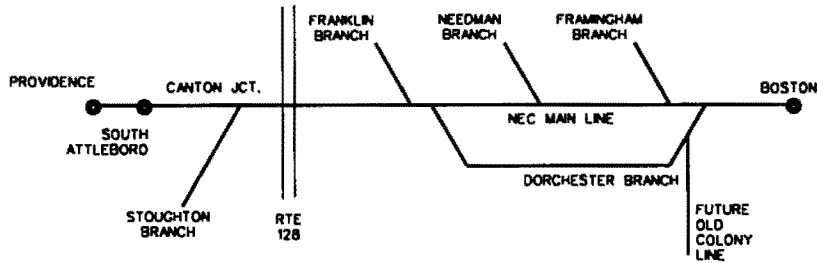 FRANKLIN
BRANCH
NEEDMAN
BRANCH
FRAMINGHAM
BRANCH
PROVIDENCE
CANTON JCT.
BOSTON
SOUTH
ATTLEBORO
NEC MAIN LINE
DORCHESTER BRANCH
STOUGHTON
BRANCH
RTE
128
FUTURE
OLD
COLONY
LINE